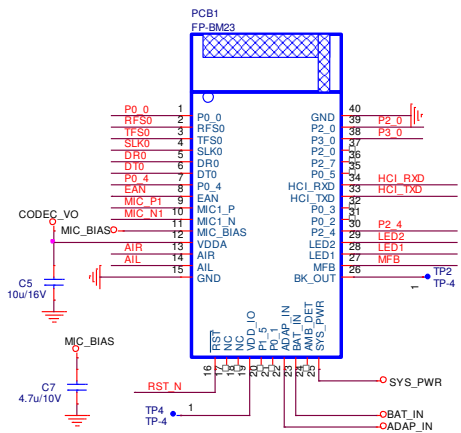 PCB1
FP-BM23
P0_0 1 P0_0 GND 40
RFS0 2 RFS0 P2_0 39 P2_0
TFS0 3 TFS0 P3_0 38 P3_0
SLK0 4 SLK0 P2_0 37
DR0 5 DR0 P2_7 36
DT0 6 DT0 P0_5 35
P0_4 7 P0_4 HCI_RXD 34 HCI_RXD
EAN 8 EAN HCI_TXD 33 HCI_TXD
MIC_P1 9 MIC1_P P0_3 32
MIC_N1 10 MIC1_N P0_2 31
CODEC_VO
MIC_BIAS 11 MIC_BIAS P2_4 30 P2_4
12 VDDA LED2 29 LED2
AIR 13 AIR LED1 28 LED1
AIL 14 AIL MFB 27 MFB
15 GND BK_OUT 26
TP2
TP-4
1
C5
10u/16V
RST NC NC VDD_IO P1_5 P0_1 ADAP_IN BAT_IN AMB_DET SYS_PWR
16 17 18 19 20 21 22 23 24 25
MIC_BIAS
C7
4.7u/10V
RST_N
SYS_PWR
TP4 1
TP-4
BAT_IN
ADAP_IN